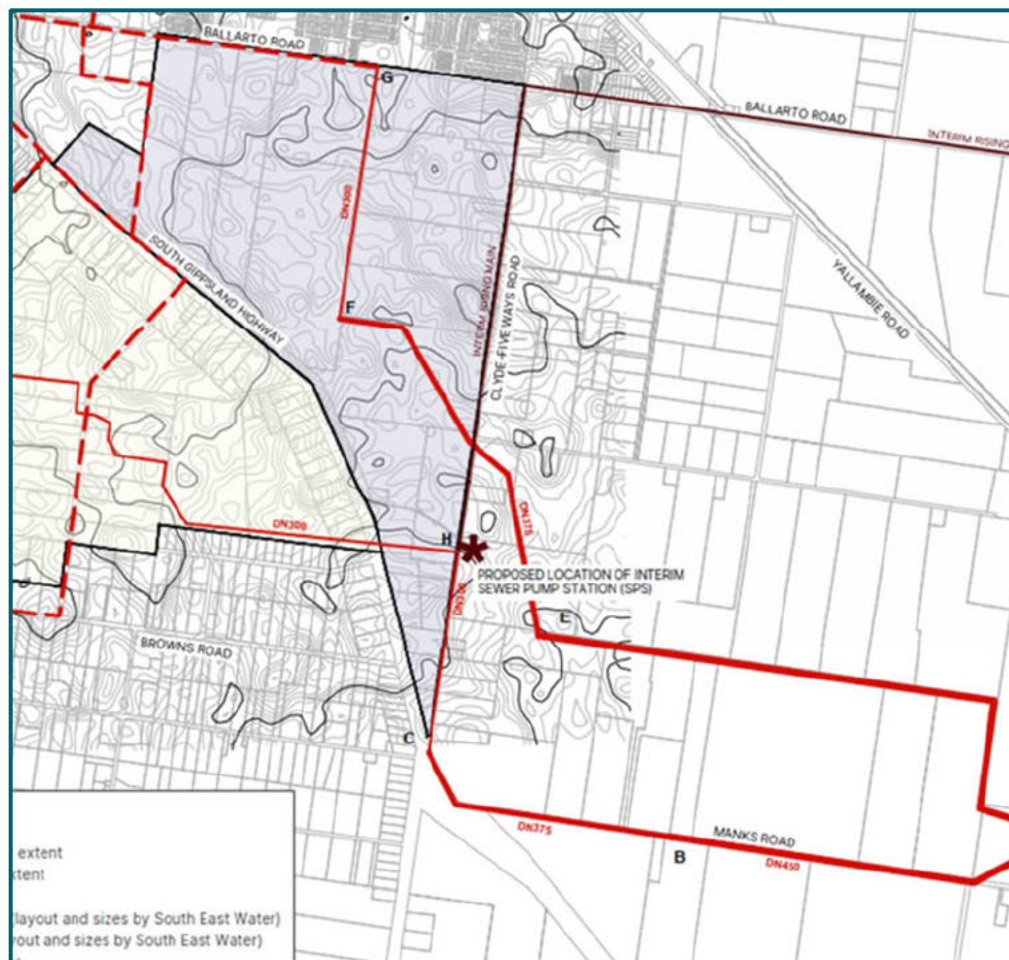 BALLARTO ROAD
G
BALLARTO ROAD
INTERIM RISING
DN300
SOUTH GIPPSLAND HIGHWAY
INTERIM RISING MAIN
CLYDE-FIVEWAYS ROAD
YALLAMBIE ROAD
F
DN300
DN375
H
PROPOSED LOCATION OF INTERIM
SEWER PUMP STATION (SPS)
DN300
E
BROWNS ROAD
C
DN375
MANKS ROAD
B
DN450
extent
xtent
(layout and sizes by South East Water)
yout and sizes by South East Water)